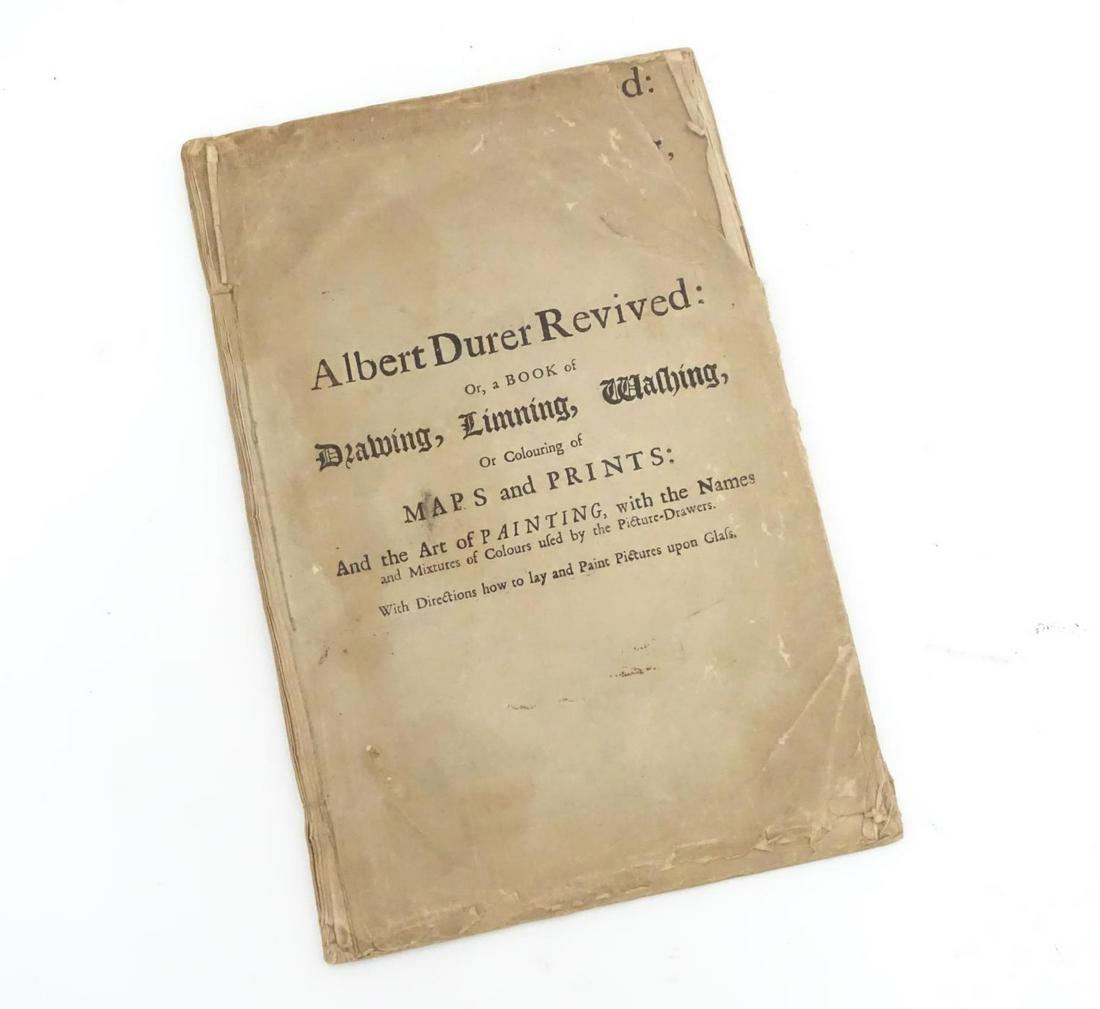 d:
,
Albert Durer Revived:
Or, a BOOK of
Drawing, Limning, Waſhing,
Or Colouring of
MAPS and PRINTS:
And the Art of PAINTING, with the Names
and Mixtures of Colours uſed by the Picture-Drawers.
With Directions how to lay and Paint Pictures upon Glaſs.